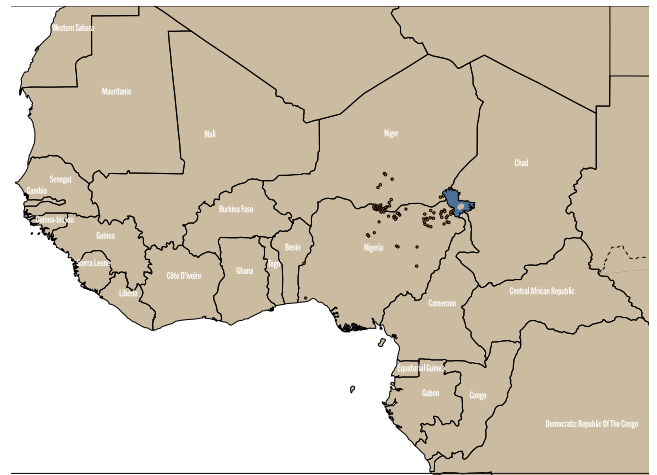 Western Sahara
Mauritania
Mali
Niger
Chad
Senegal
Gambia
Guinea-bissau
Guinea
Sierra Leone
Liberia
Côte D'ivoire
Burkina Faso
Ghana
Togo
Benin
Nigeria
Cameroon
Central African Republic
Equatorial Guinea
Gabon
Congo
Democratic Republic Of The Congo